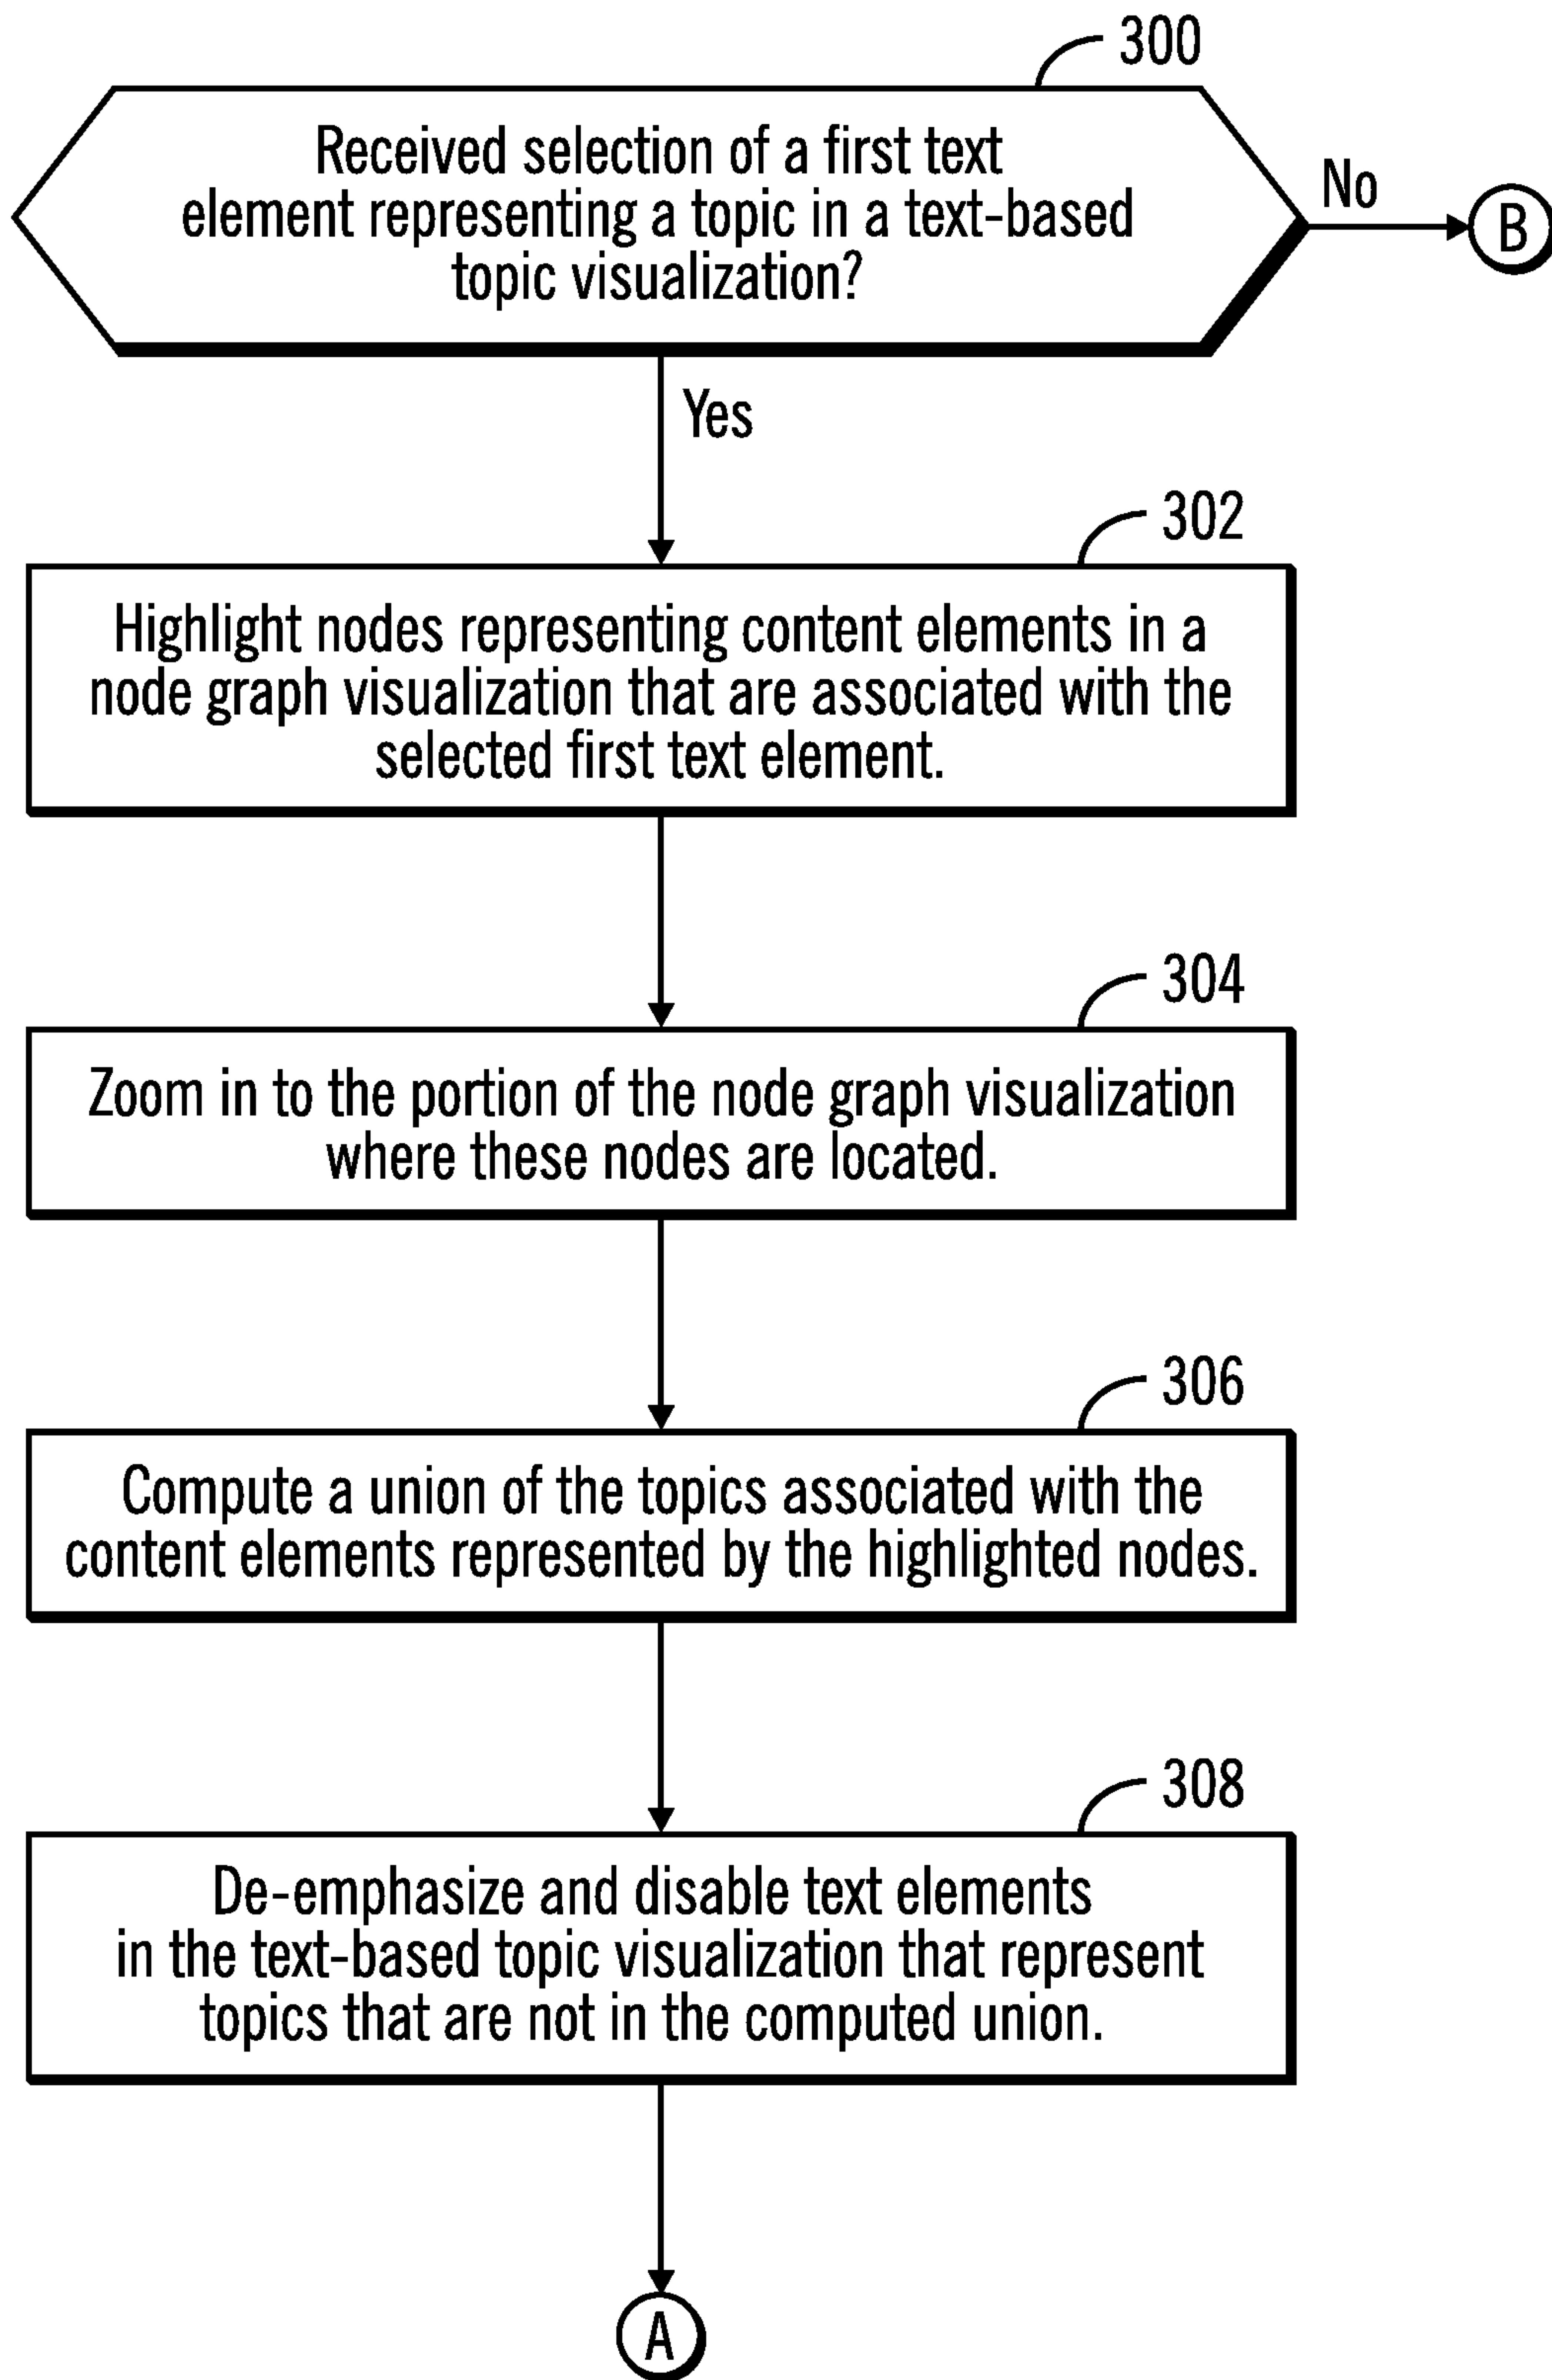 300
Received selection of a first text
element representing a topic in a text-based
topic visualization?
No
B
Yes
302
Highlight nodes representing content elements in a
node graph visualization that are associated with the
selected first text element.
304
Zoom in to the portion of the node graph visualization
where these nodes are located.
306
Compute a union of the topics associated with the
content elements represented by the highlighted nodes.
308
De-emphasize and disable text elements
in the text-based topic visualization that represent
topics that are not in the computed union.
A